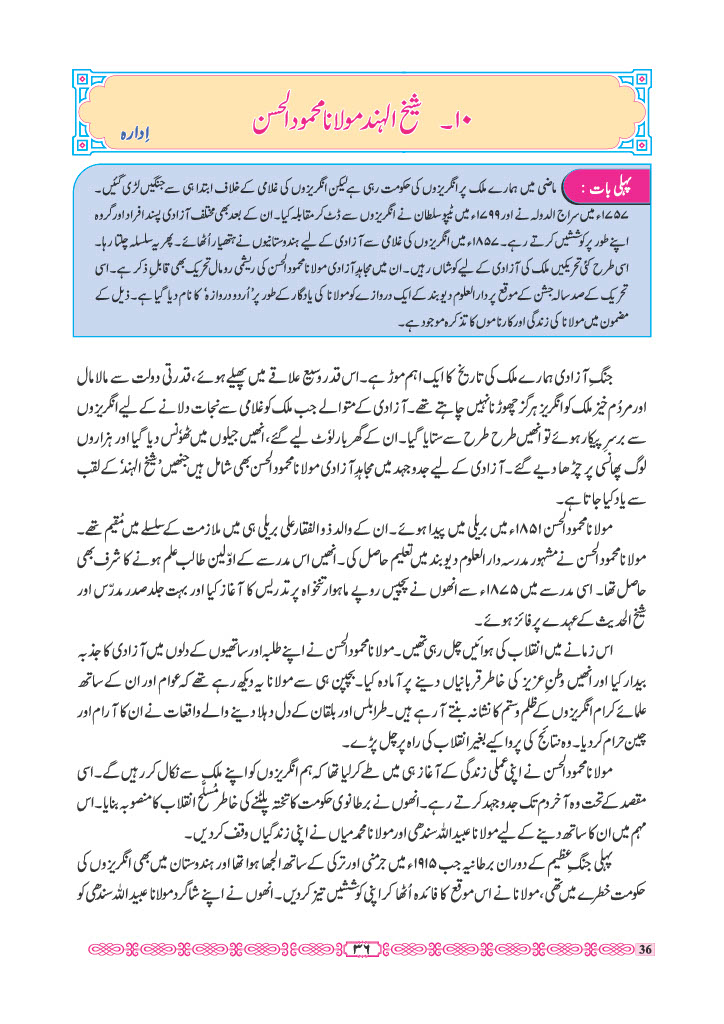 ۱۰۔ شیخ الہند مولانا محمود الحسن
اِدارہ
پہلی بات : ماضی میں ہمارے ملک پر انگریزوں کی حکومت رہی ہے لیکن انگریزوں کی غلامی کے خلاف ابتدا ہی سے جنگیں لڑی گئیں۔
۱۷۵۷ء میں سراج الدولہ نے اور ۱۷۹۹ء میں ٹیپو سلطان نے انگریزوں سے ڈٹ کر مقابلہ کیا۔ ان کے بعد بھی مختلف آزادی پسند افراد اور گروہ
اپنے طور پر کوششیں کرتے رہے۔ ۱۸۵۷ء میں انگریزوں کی غلامی سے آزادی کے لیے ہندوستانیوں نے ہتھیار اُٹھائے۔ پھر یہ سلسلہ چلتا رہا۔
اسی طرح کئی تحریکیں ملک کی آزادی کے لیے کوشاں رہیں۔ ان میں مجاہدِ آزادی مولانا محمود الحسن کی ریشمی رومال تحریک بھی قابلِ ذکر ہے۔ اسی
تحریک کے صد سالہ جشن کے موقع پر دارالعلوم دیوبند کے ایک دروازے کو مولانا کی یادگار کے طور پر 'اُردو دروازہ' کا نام دیا گیا ہے۔ ذیل کے
مضمون میں مولانا کی زندگی اور کارناموں کا تذکرہ موجود ہے۔
جنگِ آزادی ہمارے ملک کی تاریخ کا ایک اہم موڑ ہے۔ اس قدر وسیع علاقے میں پھیلے ہوئے، قدرتی دولت سے مالا مال
اور مردُم خیز ملک کو انگریز ہرگز چھوڑنا نہیں چاہتے تھے۔ آزادی کے متوالے جب ملک کو غلامی سے نجات دلانے کے لیے انگریزوں
سے برسرِ پیکار ہوئے تو انھیں طرح طرح سے ستایا گیا۔ ان کے گھر بار لوٹ لیے گئے، انھیں جیلوں میں ٹھونس دیا گیا اور ہزاروں
لوگ پھانسی پر چڑھا دیے گئے۔ آزادی کے لیے جدوجہد میں مجاہدِ آزادی مولانا محمود الحسن بھی شامل ہیں جنھیں 'شیخ الہند' کے لقب
سے یاد کیا جاتا ہے۔
مولانا محمود الحسن ۱۸۵۱ء میں بریلی میں پیدا ہوئے۔ ان کے والد ذوالفقار علی بریلی ہی میں ملازمت کے سلسلے میں مُقیم تھے۔
مولانا محمود الحسن نے مشہور مدرسہ دارالعلوم دیوبند میں تعلیم حاصل کی۔ انھیں اس مدرسے کے اوّلین طالبِ علم ہونے کا شرف بھی
حاصل تھا۔ اسی مدرسے میں ۱۸۷۵ء سے انھوں نے پچیس روپے ماہوار تنخواہ پر تدریس کا آغاز کیا اور بہت جلد صدر مدرّس اور
شیخ الحدیث کے عہدے پر فائز ہوئے۔
اس زمانے میں انقلاب کی ہوائیں چل رہی تھیں۔ مولانا محمود الحسن نے اپنے طلبہ اور ساتھیوں کے دلوں میں آزادی کا جذبہ
بیدار کیا اور انھیں وطنِ عزیز کی خاطر قربانیاں دینے پر آمادہ کیا۔ بچپن ہی سے مولانا یہ دیکھ رہے تھے کہ عوام اور ان کے ساتھ
علمائے کرام انگریزوں کے ظلم و ستم کا نشانہ بنتے آ رہے ہیں۔ طرابلس اور بلقان کے دل دہلا دینے والے واقعات نے ان کا آرام اور
چین حرام کر دیا۔ وہ نتائج کی پروا کیے بغیر انقلاب کی راہ پر چل پڑے۔
مولانا محمود الحسن نے اپنی عملی زندگی کے آغاز ہی میں طے کر لیا تھا کہ ہم انگریزوں کو اپنے ملک سے نکال کر رہیں گے۔ اسی
مقصد کے تحت وہ آخر دم تک جدوجہد کرتے رہے۔ انھوں نے برطانوی حکومت کا تختہ پلٹنے کی خاطر مُسلّح انقلاب کا منصوبہ بنایا۔ اس
مہم میں ان کا ساتھ دینے کے لیے مولانا عبید اللہ سندھی اور مولانا محمد میاں نے اپنی زندگیاں وقف کر دیں۔
پہلی جنگِ عظیم کے دوران برطانیہ جب ۱۹۱۵ء میں جرمنی اور ترکی کے ساتھ الجھا ہوا تھا اور ہندوستان میں بھی انگریزوں کی
حکومت خطرے میں تھی، مولانا نے اس موقع کا فائدہ اُٹھا کر اپنی کوششیں تیز کر دیں۔ انھوں نے اپنے شاگرد مولانا عبید اللہ سندھی کو
۳۶
36